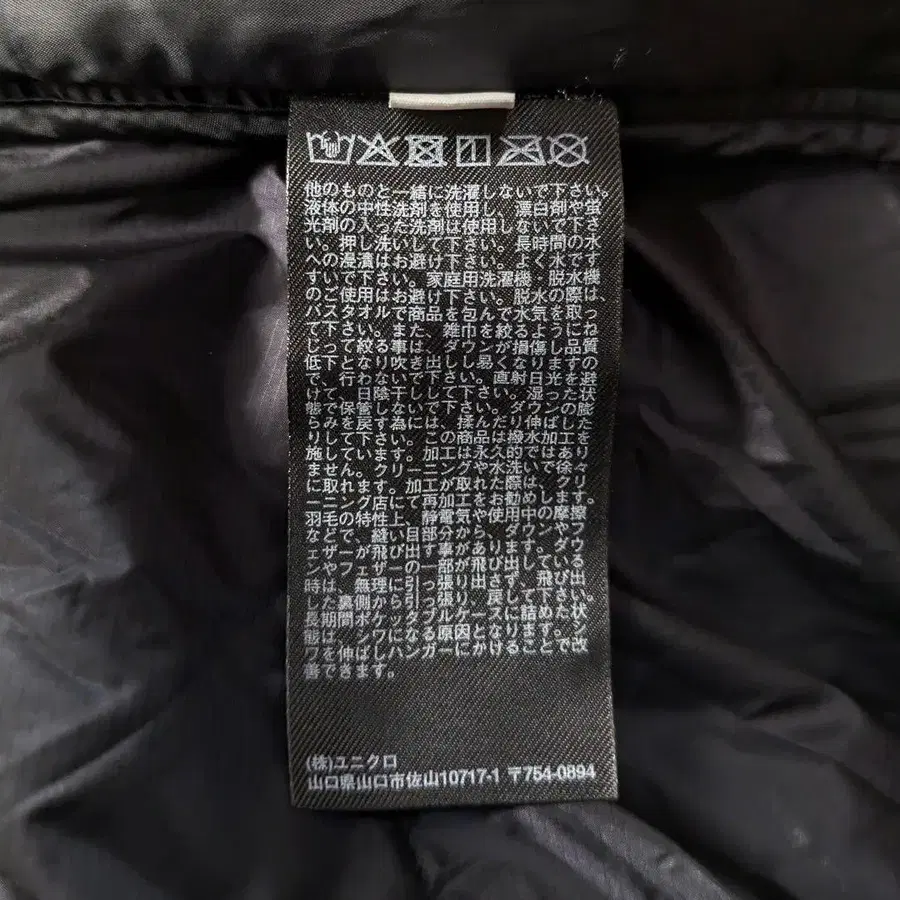 他のものと一緒に洗濯しないで下さい。
液体の中性洗剤を使用し、漂白剤や蛍
光剤の入った洗剤は使用しないで下さ
い。押し洗いして下さい。長時間の水
への浸漬はお避け下さい。よく水です
すいで下さい。家庭用洗濯機、脱水機
のご使用はお避け下さい。脱水の際は、
バスタオルで商品を包んで水気を取っ
て下さい。また、雑巾を絞るようにね
じって絞る事は、ダウンが損傷し品質
低下となり吹き出しし易くなりますの
で、行わないで下さい。直射日光を避
けて、日陰干しして下さい。湿った状
態で保管しないで下さい。ダウンの膨
らみを戻す為には、揉んだり伸ばした
りして下さい。この商品は撥水加工を
施しています。加工は永久的ではあり
ません。クリーニングや水洗いで徐々
に取れます。加工が取れた際は、クリ
ーニング店にて再加工をお勧めします。
羽毛の特性上、静電気や使用中の摩擦
などで、縫い目部分から、ダウンやフ
ェザーが飛び出す事があります。ダウ
ンやフェザーの一部が飛び出している
時は、無理に引っ張り出さず、飛び出
した裏側から引っ張り、戻して下さい。
長期間ポケッタブルケースに詰めた状
態は、シワになる原因となります。シ
ワを伸ばしハンガーにかけることで改
善できます。
(株)ユニクロ
山口県山口市佐山10717-1 〒754-0894